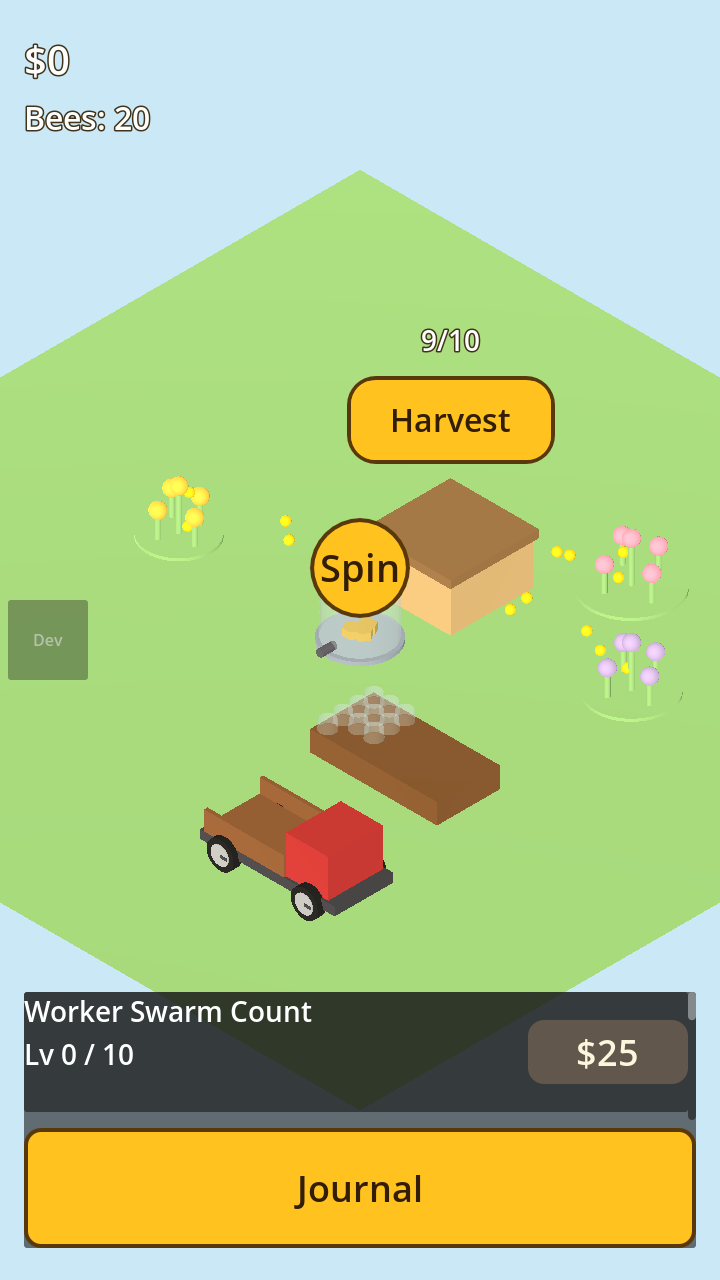 $0
Bees: 20
9/10
Harvest
Spin
Dev
Worker Swarm Count
Lv 0 / 10
$25
Journal